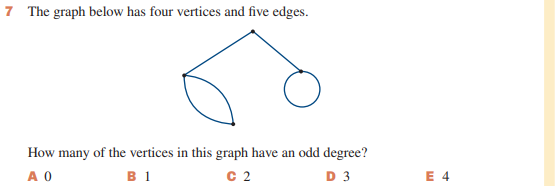 7 The graph below has four vertices and five edges.
How many of the vertices in this graph have an odd degree?
A 0 B 1 C 2 D 3 E 4